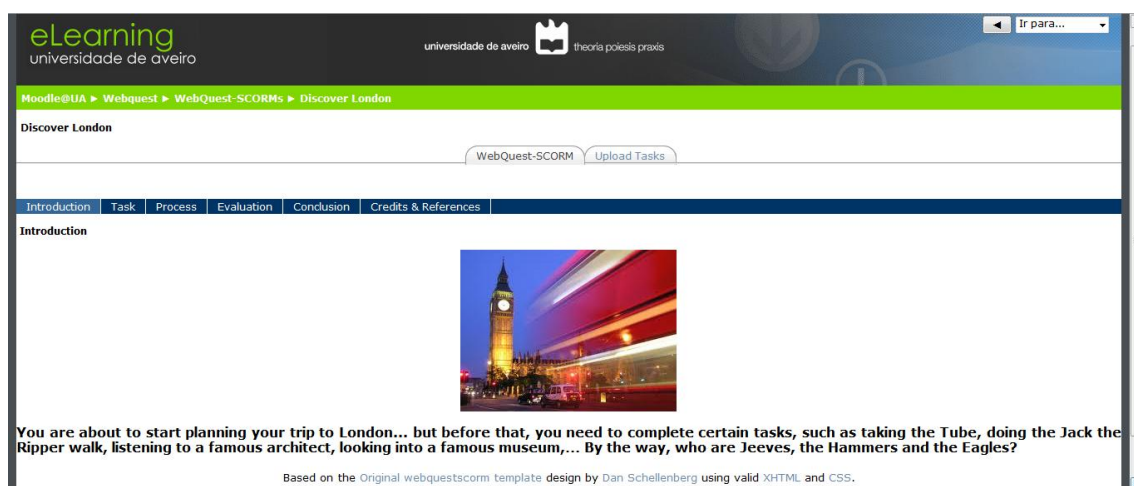 eLearning
universidade de aveiro
universidade de aveiro theoria poiesis praxis
Ir para...
Moodle@UA ► Webquest ► WebQuest-SCORMs ► Discover London
Discover London
WebQuest-SCORM Upload Tasks
Introduction Task Process Evaluation Conclusion Credits & References
Introduction
You are about to start planning your trip to London... but before that, you need to complete certain tasks, such as taking the Tube, doing the Jack the
Ripper walk, listening to a famous architect, looking into a famous museum,... By the way, who are Jeeves, the Hammers and the Eagles?
Based on the Original webquestscorm template design by Dan Schellenberg using valid XHTML and CSS.